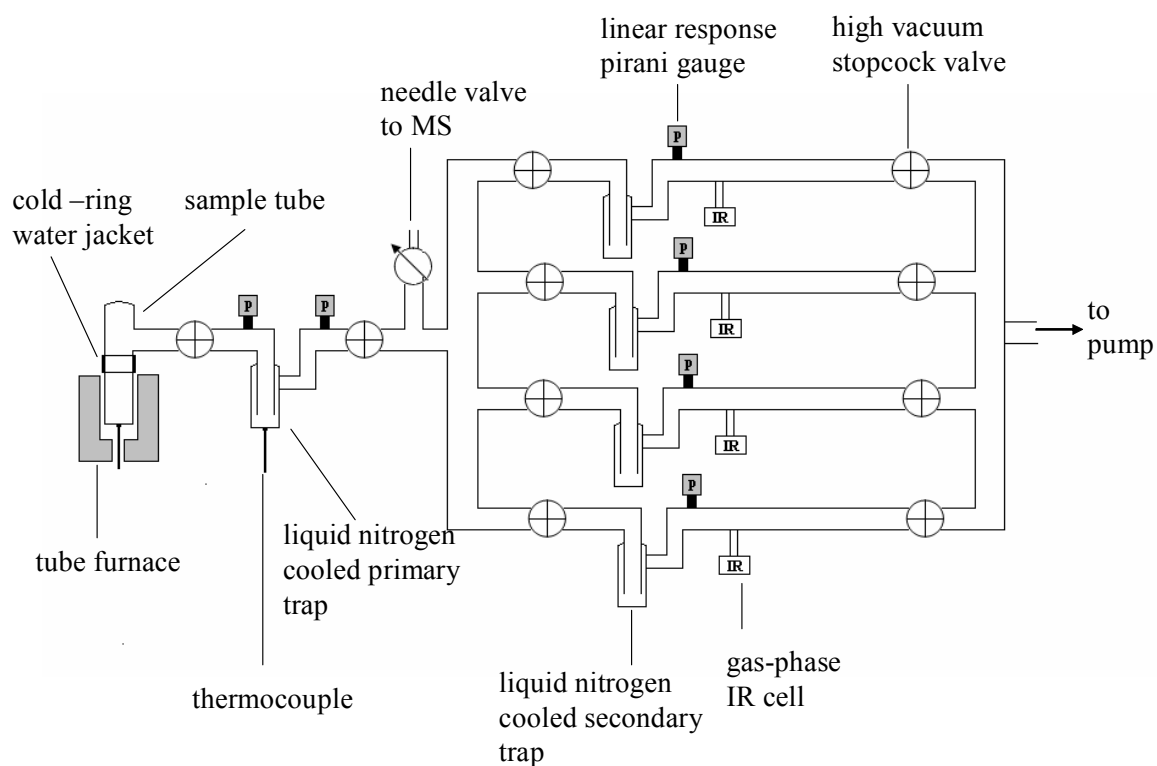 linear response
pirani gauge
high vacuum
stopcock valve
needle valve
to MS
P
cold –ring
water jacket
sample tube
IR
P
P
P
IR
to
pump
P
IR
P
tube furnace
liquid nitrogen
cooled primary
trap
IR
thermocouple
liquid nitrogen
cooled secondary
trap
gas-phase
IR cell